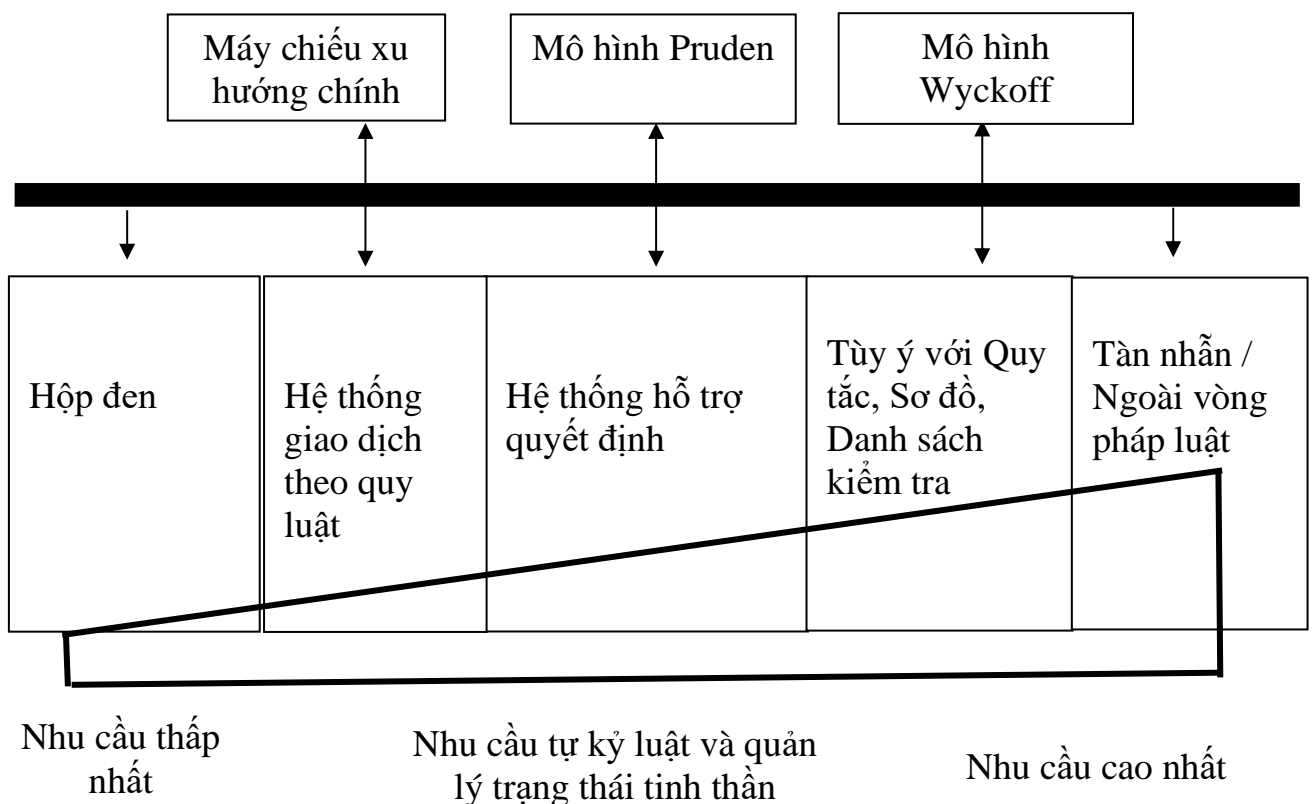 Máy chiếu xu
hướng chính
Mô hình Pruden
Mô hình
Wyckoff
Hộp đen
Hệ thống
giao dịch
theo quy
luật
Hệ thống hỗ trợ
quyết định
Tùy ý với Quy
tắc, Sơ đồ,
Danh sách
kiểm tra
Tàn nhẫn /
Ngoài vòng
pháp luật
Nhu cầu thấp
nhất
Nhu cầu tự kỷ luật và quản
lý trạng thái tinh thần
Nhu cầu cao nhất